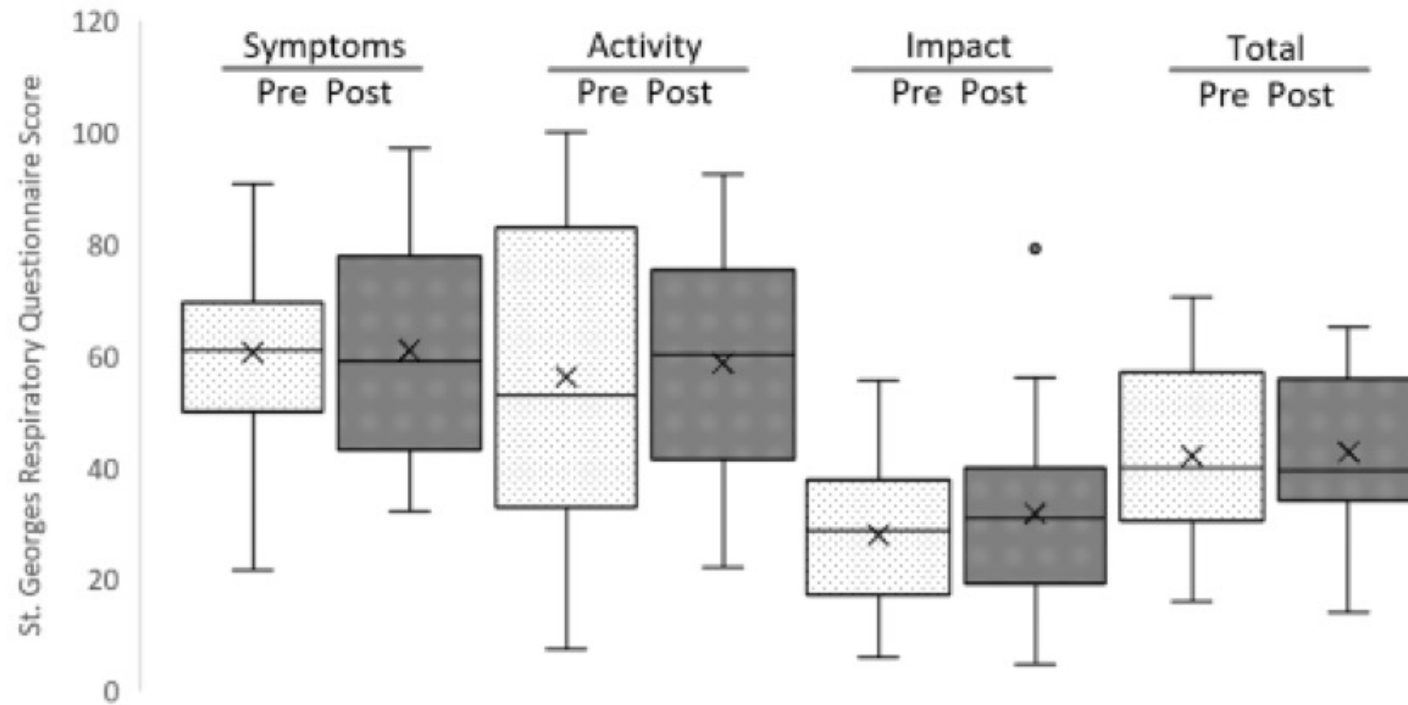 St. Georges Respiratory Questionnaire Score
120
100
80
60
40
20
0
Symptoms
Pre Post
Activity
Pre Post
Impact
Pre Post
Total
Pre Post